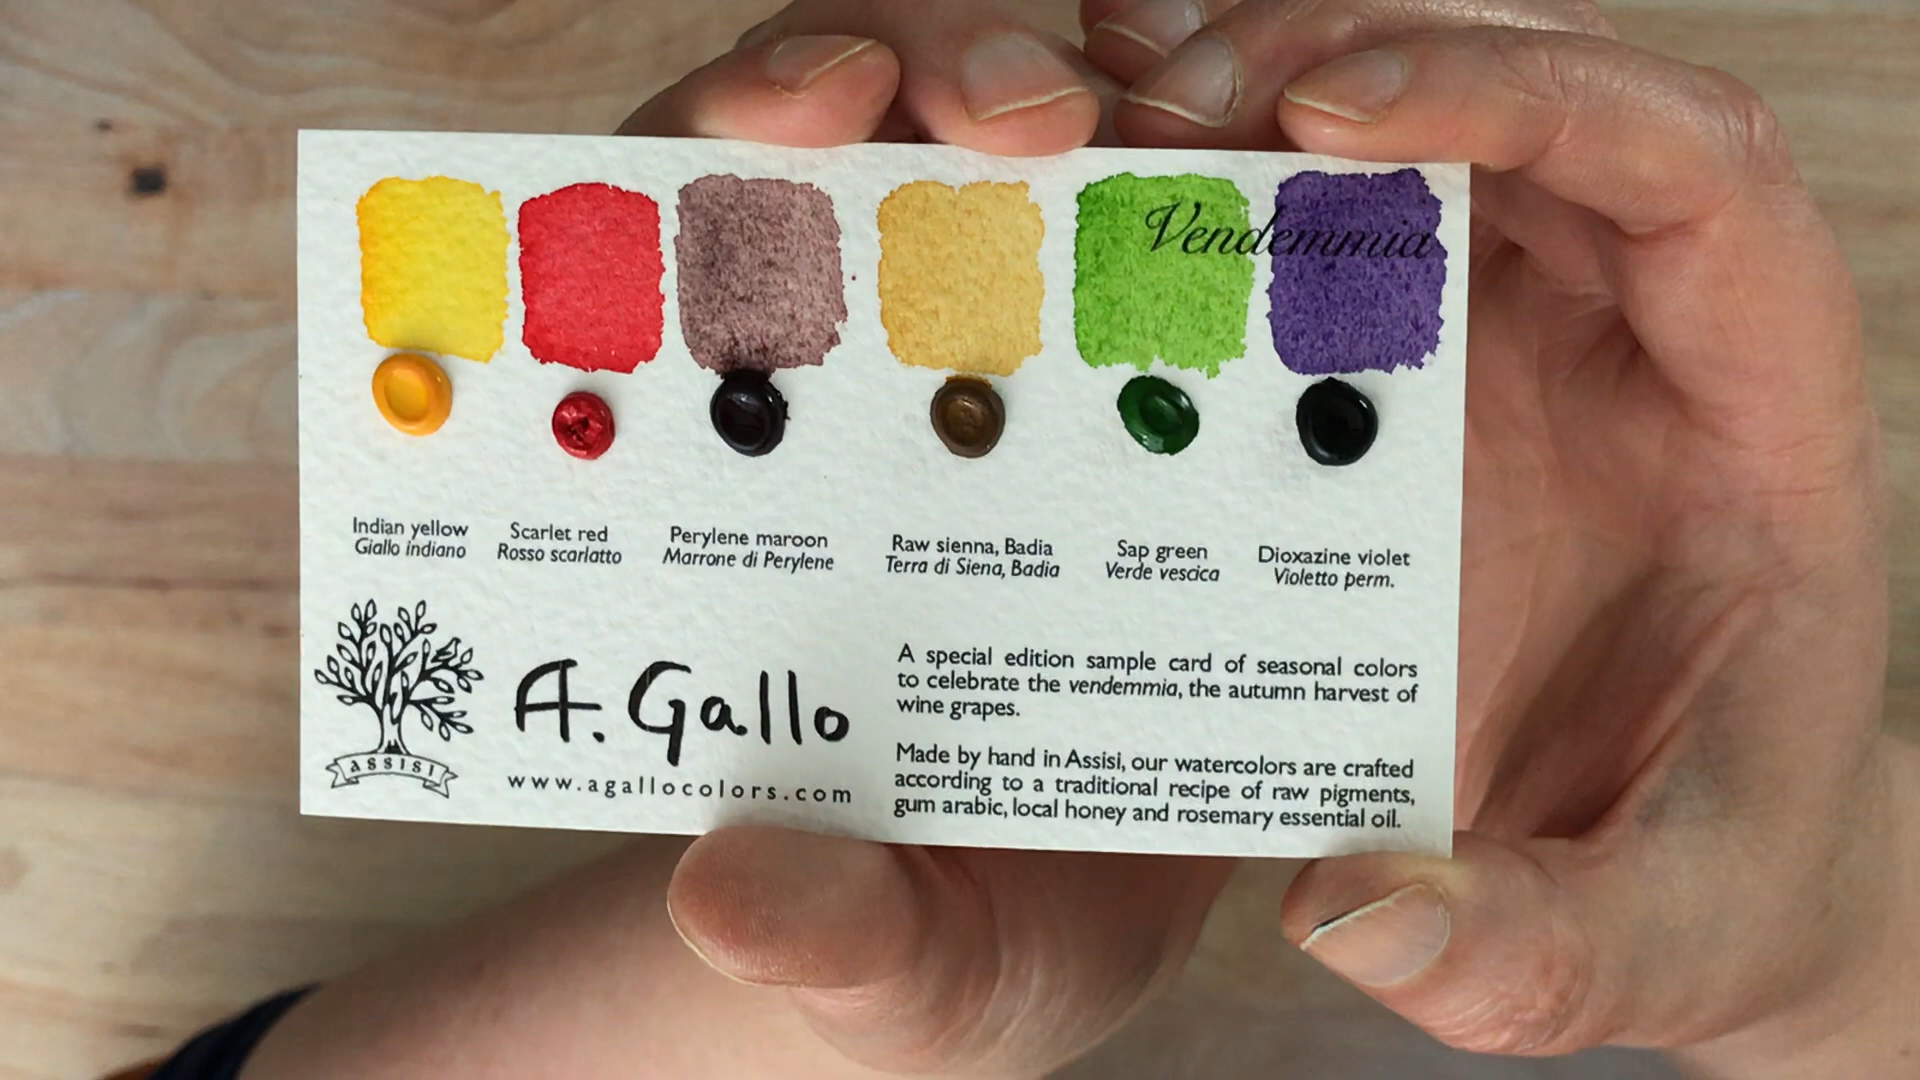 Vendemmia
Indian yellow
Giallo indiano
Scarlet red
Rosso scarlatto
Perylene maroon
Marrone di Perylene
Raw sienna, Badia
Terra di Siena, Badia
Sap green
Verde vescica
Dioxazine violet
Violetto perm.
ASSISI
A. Gallo
www.agallocolors.com
A special edition sample card of seasonal colors
to celebrate the vendemmia, the autumn harvest of
wine grapes.
Made by hand in Assisi, our watercolors are crafted
according to a traditional recipe of raw pigments,
gum arabic, local honey and rosemary essential oil.